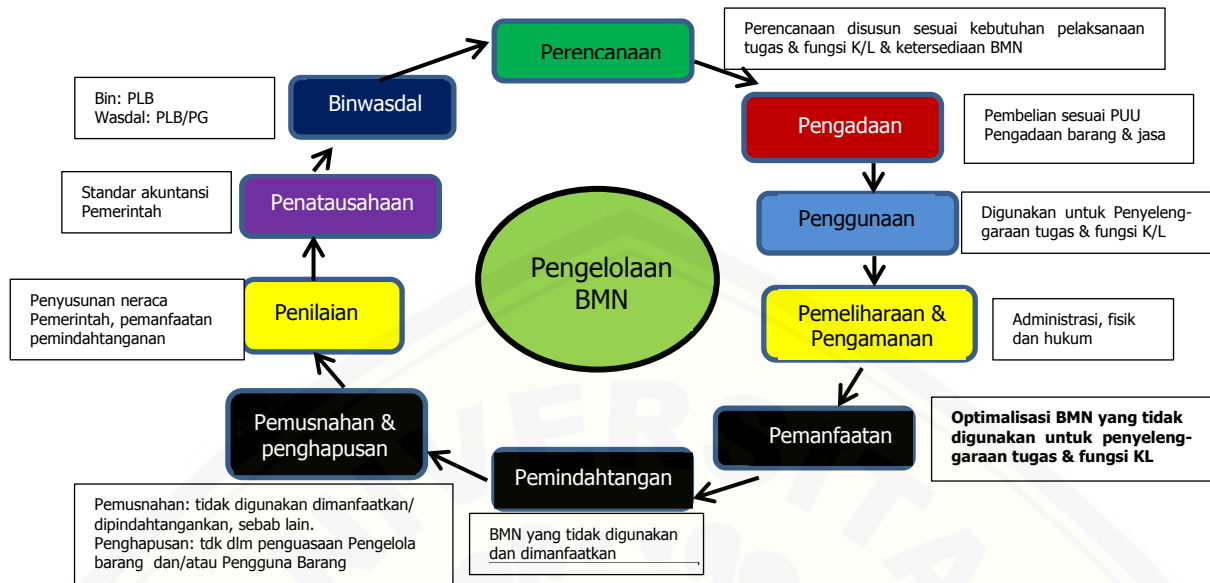 Perencanaan
Perencanaan disusun sesuai kebutuhan pelaksanaan
tugas & fungsi K/L & ketersediaan BMN
Pengadaan
Pembelian sesuai PUU
Pengadaan barang & jasa
Penggunaan
Digunakan untuk Penyeleng-
garaan tugas & fungsi K/L
Pemeliharaan &
Pengamanan
Administrasi, fisik
dan hukum
Pemanfaatan
Optimalisasi BMN yang tidak
digunakan untuk penyeleng-
garaan tugas & fungsi KL
Pemindahtangan
BMN yang tidak digunakan
dan dimanfaatkan
Pemusnahan &
penghapusan
Pemusnahan: tidak digunakan dimanfaatkan/
dipindahtangankan, sebab lain.
Penghapusan: tdk dlm penguasaan Pengelola
barang dan/atau Pengguna Barang
Penilaian
Penyusunan neraca
Pemerintah, pemanfaatan
pemindahtanganan
Penatausahaan
Standar akuntansi
Pemerintah
Binwasdal
Bin: PLB
Wasdal: PLB/PG
Pengelolaan
BMN